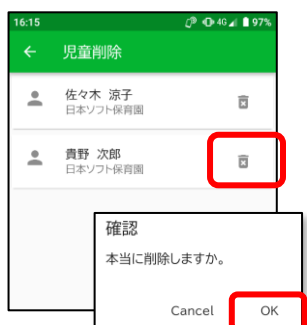 16:15 4G 97%
児童削除
佐々木 涼子
日本ソフト保育園
貴野 次郎
日本ソフト保育園
確認
本当に削除しますか。
Cancel OK